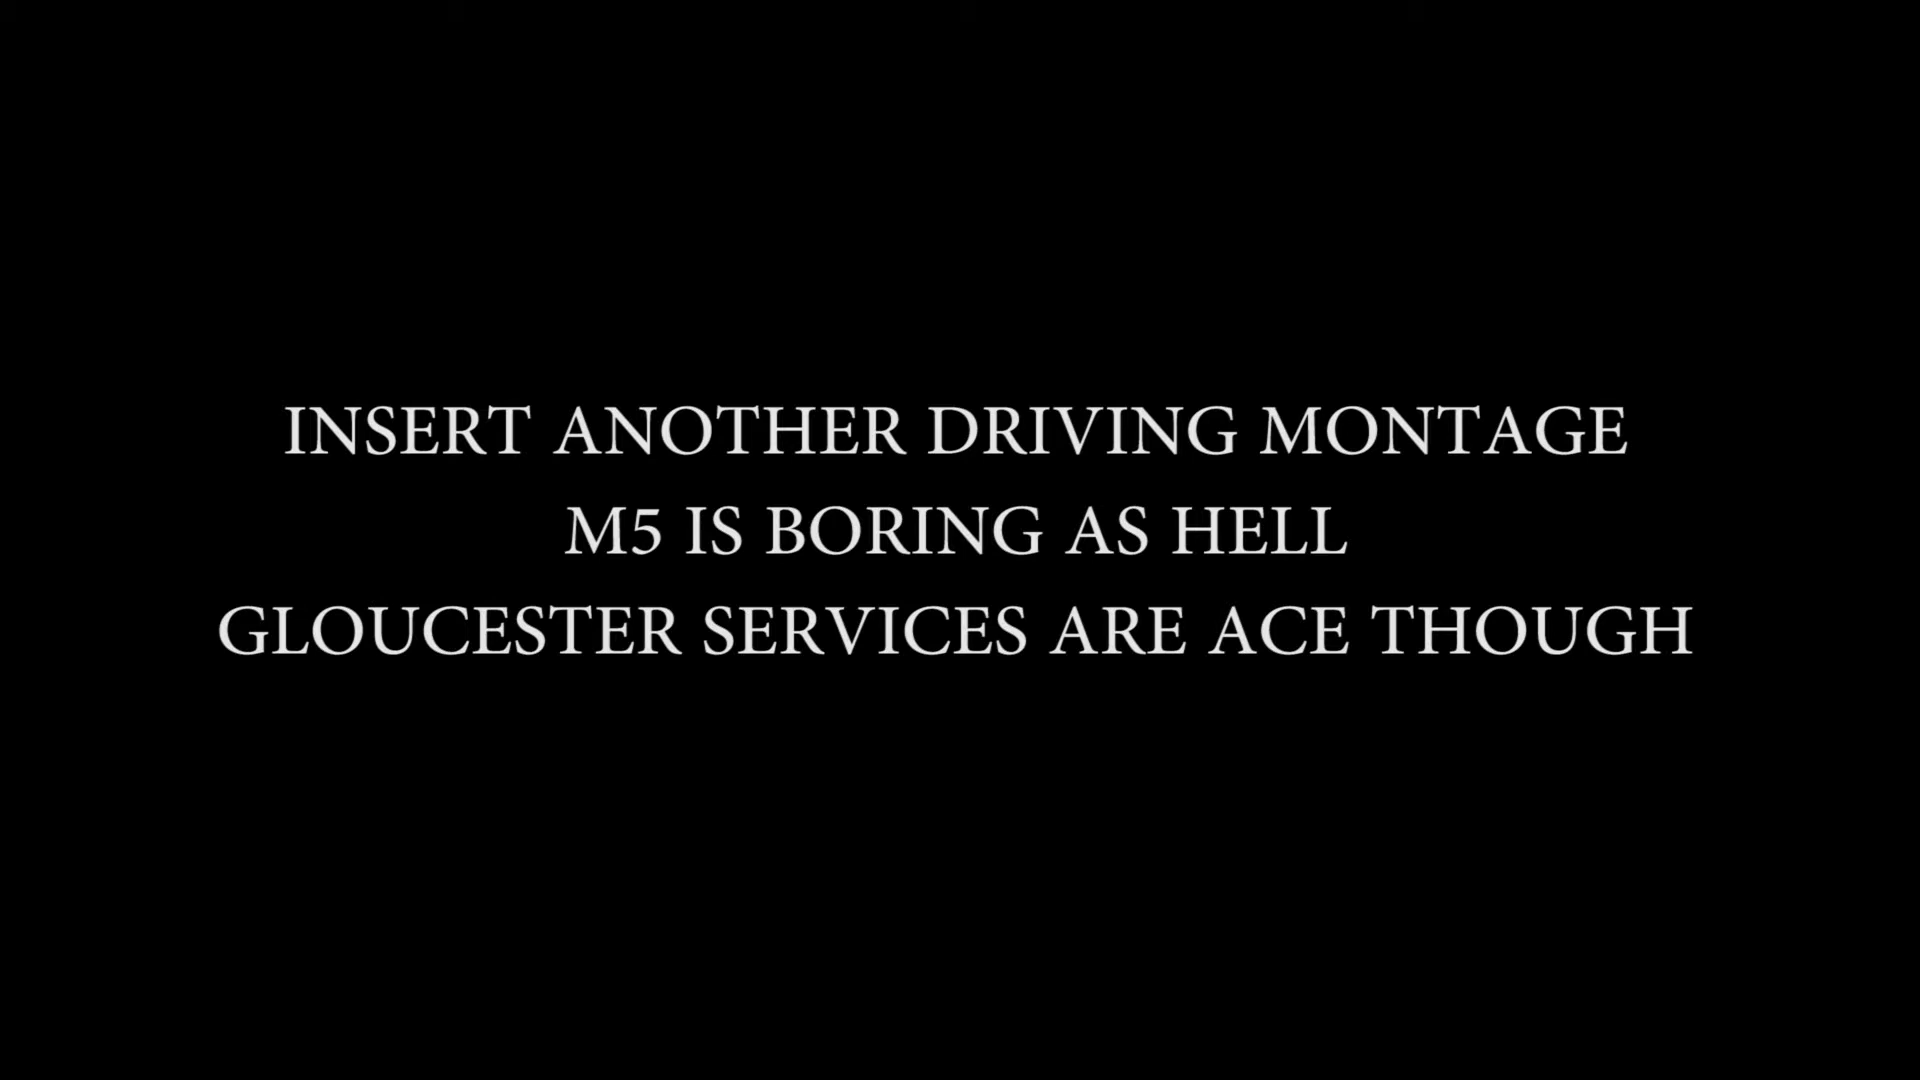 INSERT ANOTHER DRIVING MONTAGE
M5 IS BORING AS HELL
GLOUCESTER SERVICES ARE ACE THOUGH